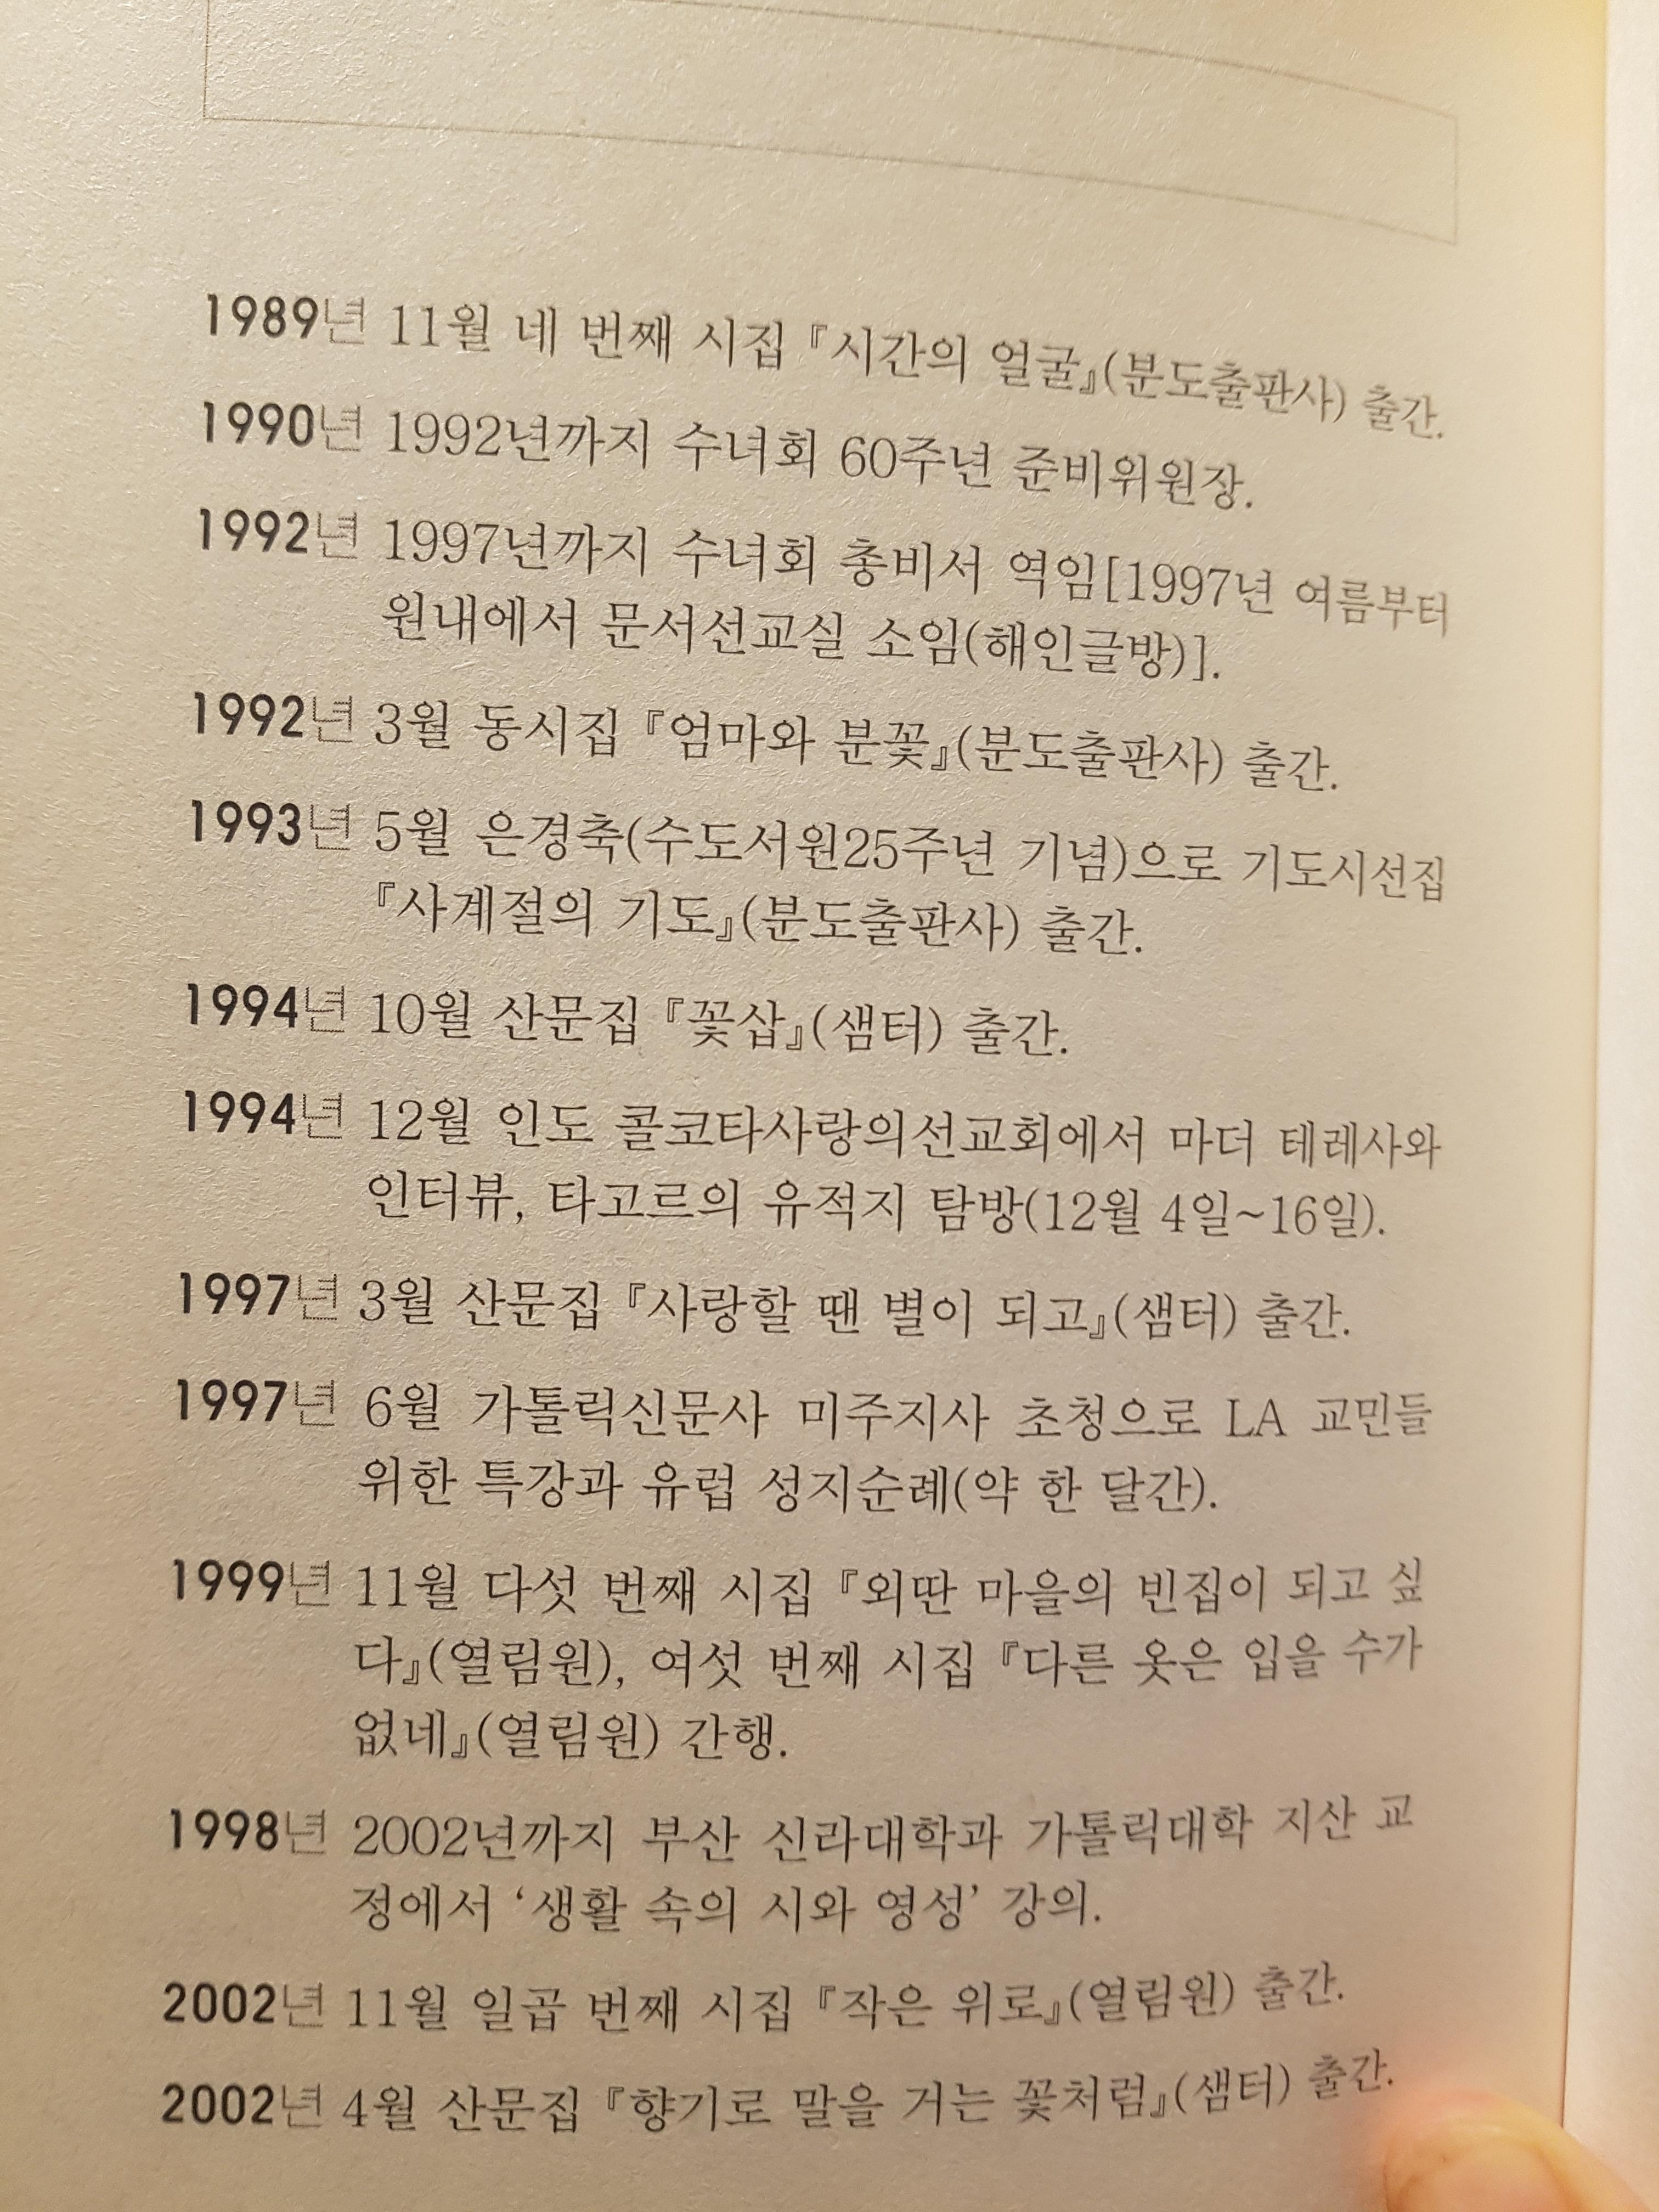 1989년 11월 네 번째 시집 『시간의 얼굴』(분도출판사) 출간.
1990년 1992년까지 수녀회 60주년 준비위원장.
1992년 1997년까지 수녀회 총비서 역임[1997년 여름부터
원내에서 문서선교실 소임(해인글방)].
1992년 3월 동시집 『엄마와 분꽃』(분도출판사) 출간.
1993년 5월 은경축(수도서원25주년 기념)으로 기도시선집
『사계절의 기도』(분도출판사) 출간.
1994년 10월 산문집 『꽃삽』(샘터) 출간.
1994년 12월 인도 콜코타사랑의선교회에서 마더 테레사와
인터뷰, 타고르의 유적지 탐방(12월 4일~16일).
1997년 3월 산문집 『사랑할 땐 별이 되고』(샘터) 출간.
1997년 6월 가톨릭신문사 미주지사 초청으로 LA 교민들
위한 특강과 유럽 성지순례(약 한 달간).
1999년 11월 다섯 번째 시집 『외딴 마을의 빈집이 되고 싶
다』(열림원), 여섯 번째 시집 『다른 옷은 입을 수가
없네』(열림원) 간행.
1998년 2002년까지 부산 신라대학과 가톨릭대학 지산 교
정에서 ‘생활 속의 시와 영성’ 강의.
2002년 11월 일곱 번째 시집 『작은 위로』(열림원) 출간.
2002년 4월 산문집 『향기로 말을 거는 꽃처럼』(샘터) 출간.